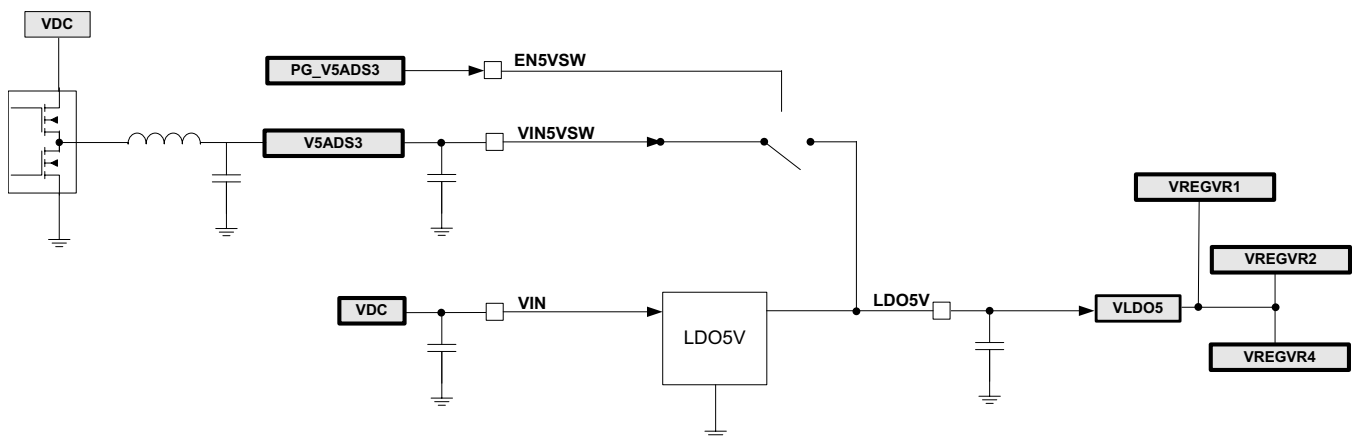 VDC
PG_V5ADS3
EN5VSW
V5ADS3
VIN5VSW
VREGVR1
VREGVR2
VDC
VIN
LDO5V
LDO5V
VLDO5
VREGVR4